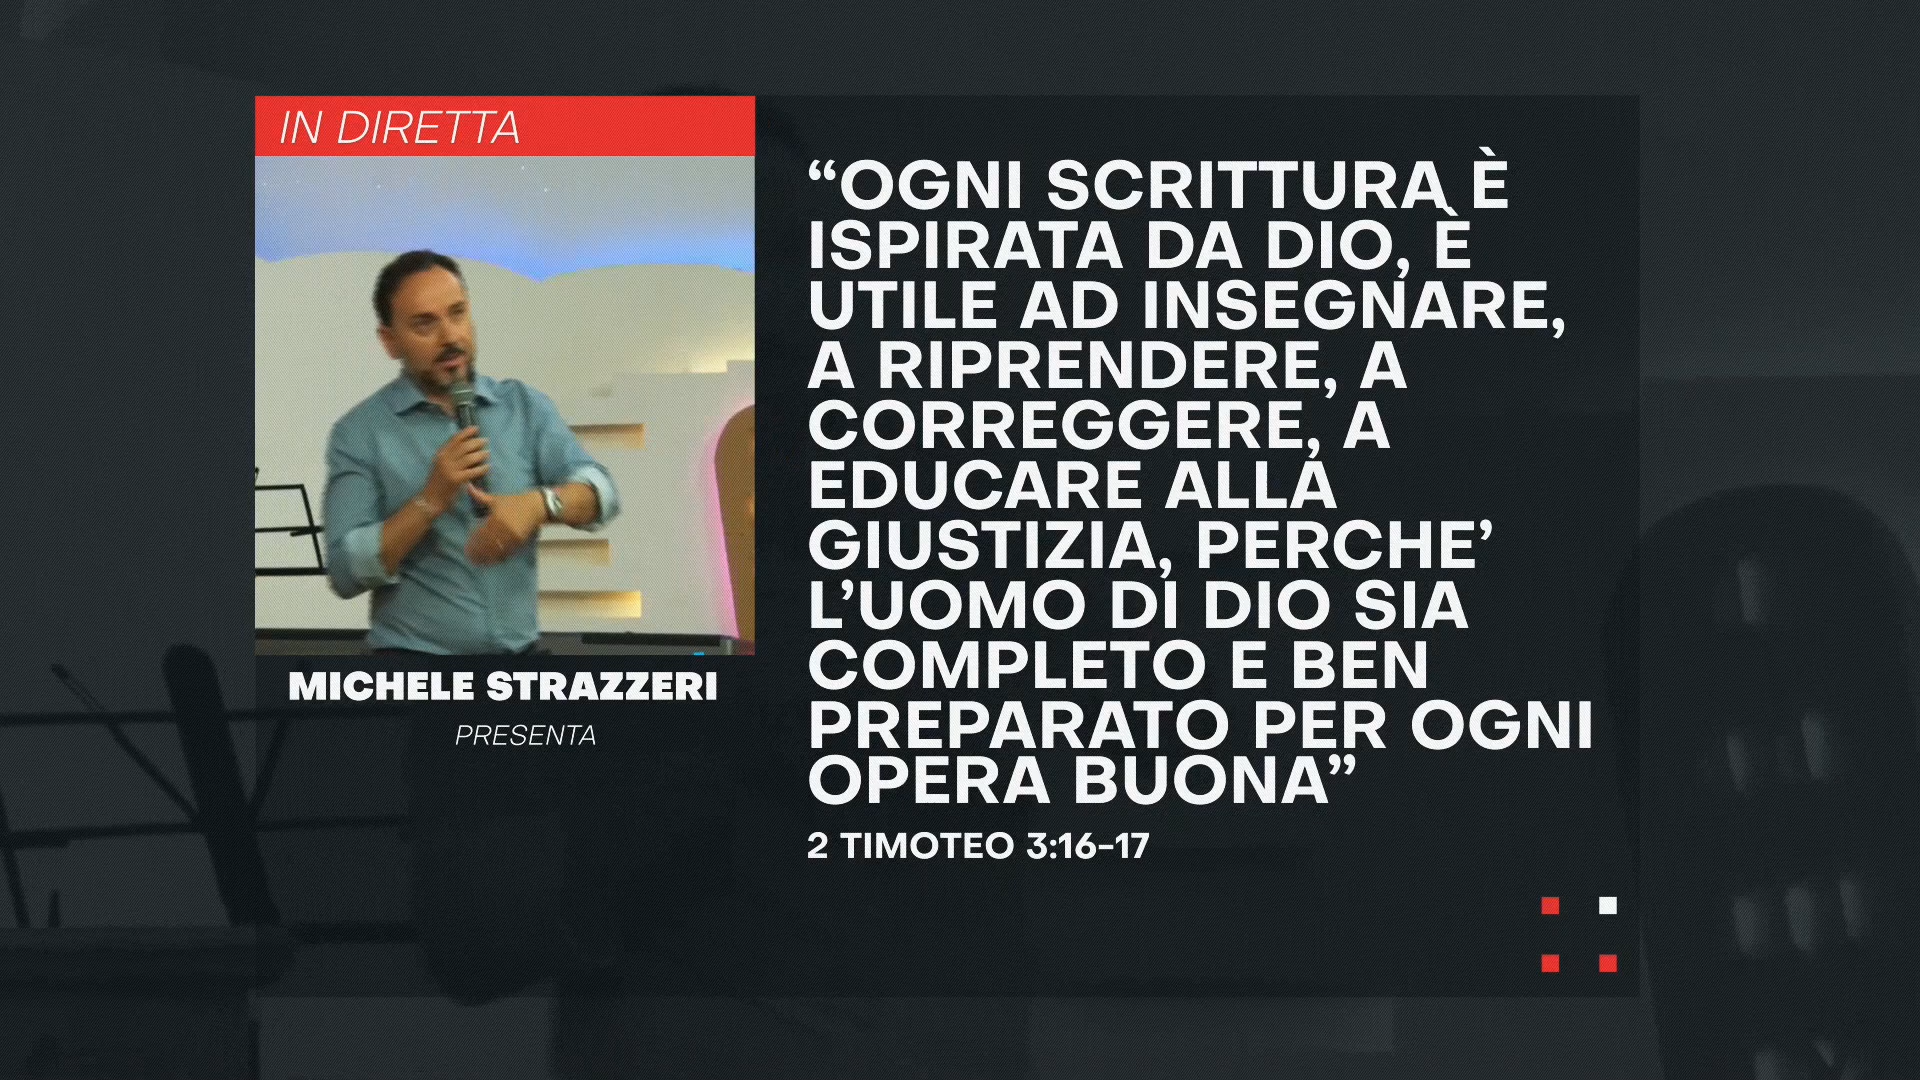 IN DIRETTA
MICHELE STRAZZERI
PRESENTA
“OGNI SCRITTURA È
ISPIRATA DA DIO, È
UTILE AD INSEGNARE,
A RIPRENDERE, A
CORREGGERE, A
EDUCARE ALLA
GIUSTIZIA, PERCHE’
L’UOMO DI DIO SIA
COMPLETO E BEN
PREPARATO PER OGNI
OPERA BUONA”
2 TIMOTEO 3:16-17